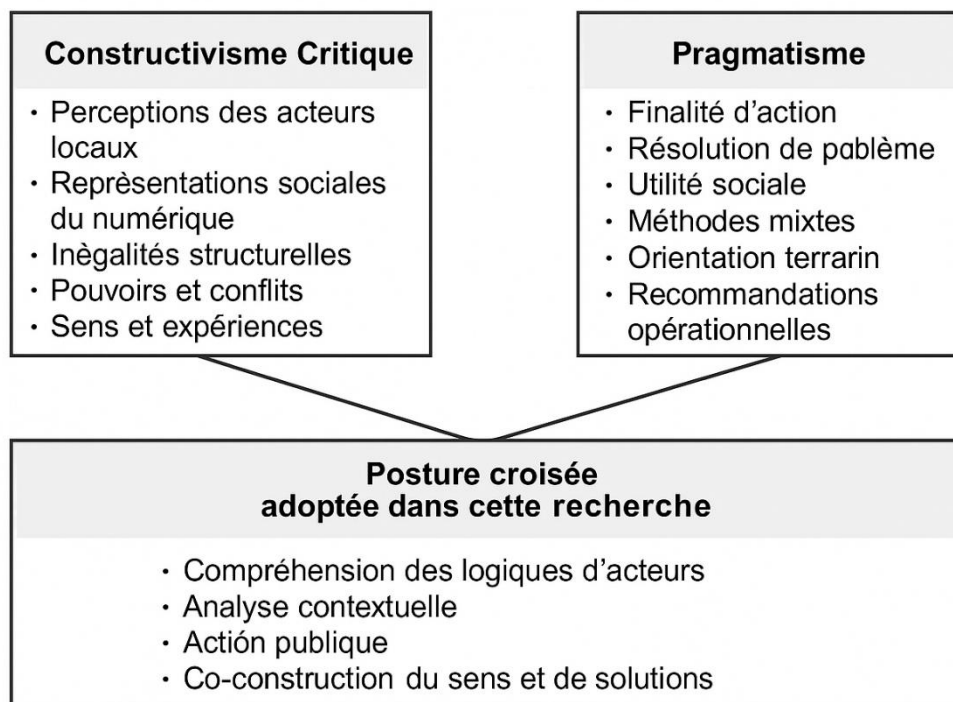 Constructivisme Critique
· Perceptions des acteurs
locaux
· Reprèsentations sociales
du numérique
· Inègalités structurelles
· Pouvoirs et conflits
· Sens et expériences
Pragmatisme
· Finalité d'action
· Résolution de pablème
· Utilité sociale
· Méthodes mixtes
· Orientation terrarin
· Recommandations
opérationnelles
Posture croisée
adoptée dans cette recherche
· Compréhension des logiques d'acteurs
· Analyse contextuelle
· Actión publique
· Co-construction du sens et de solutions